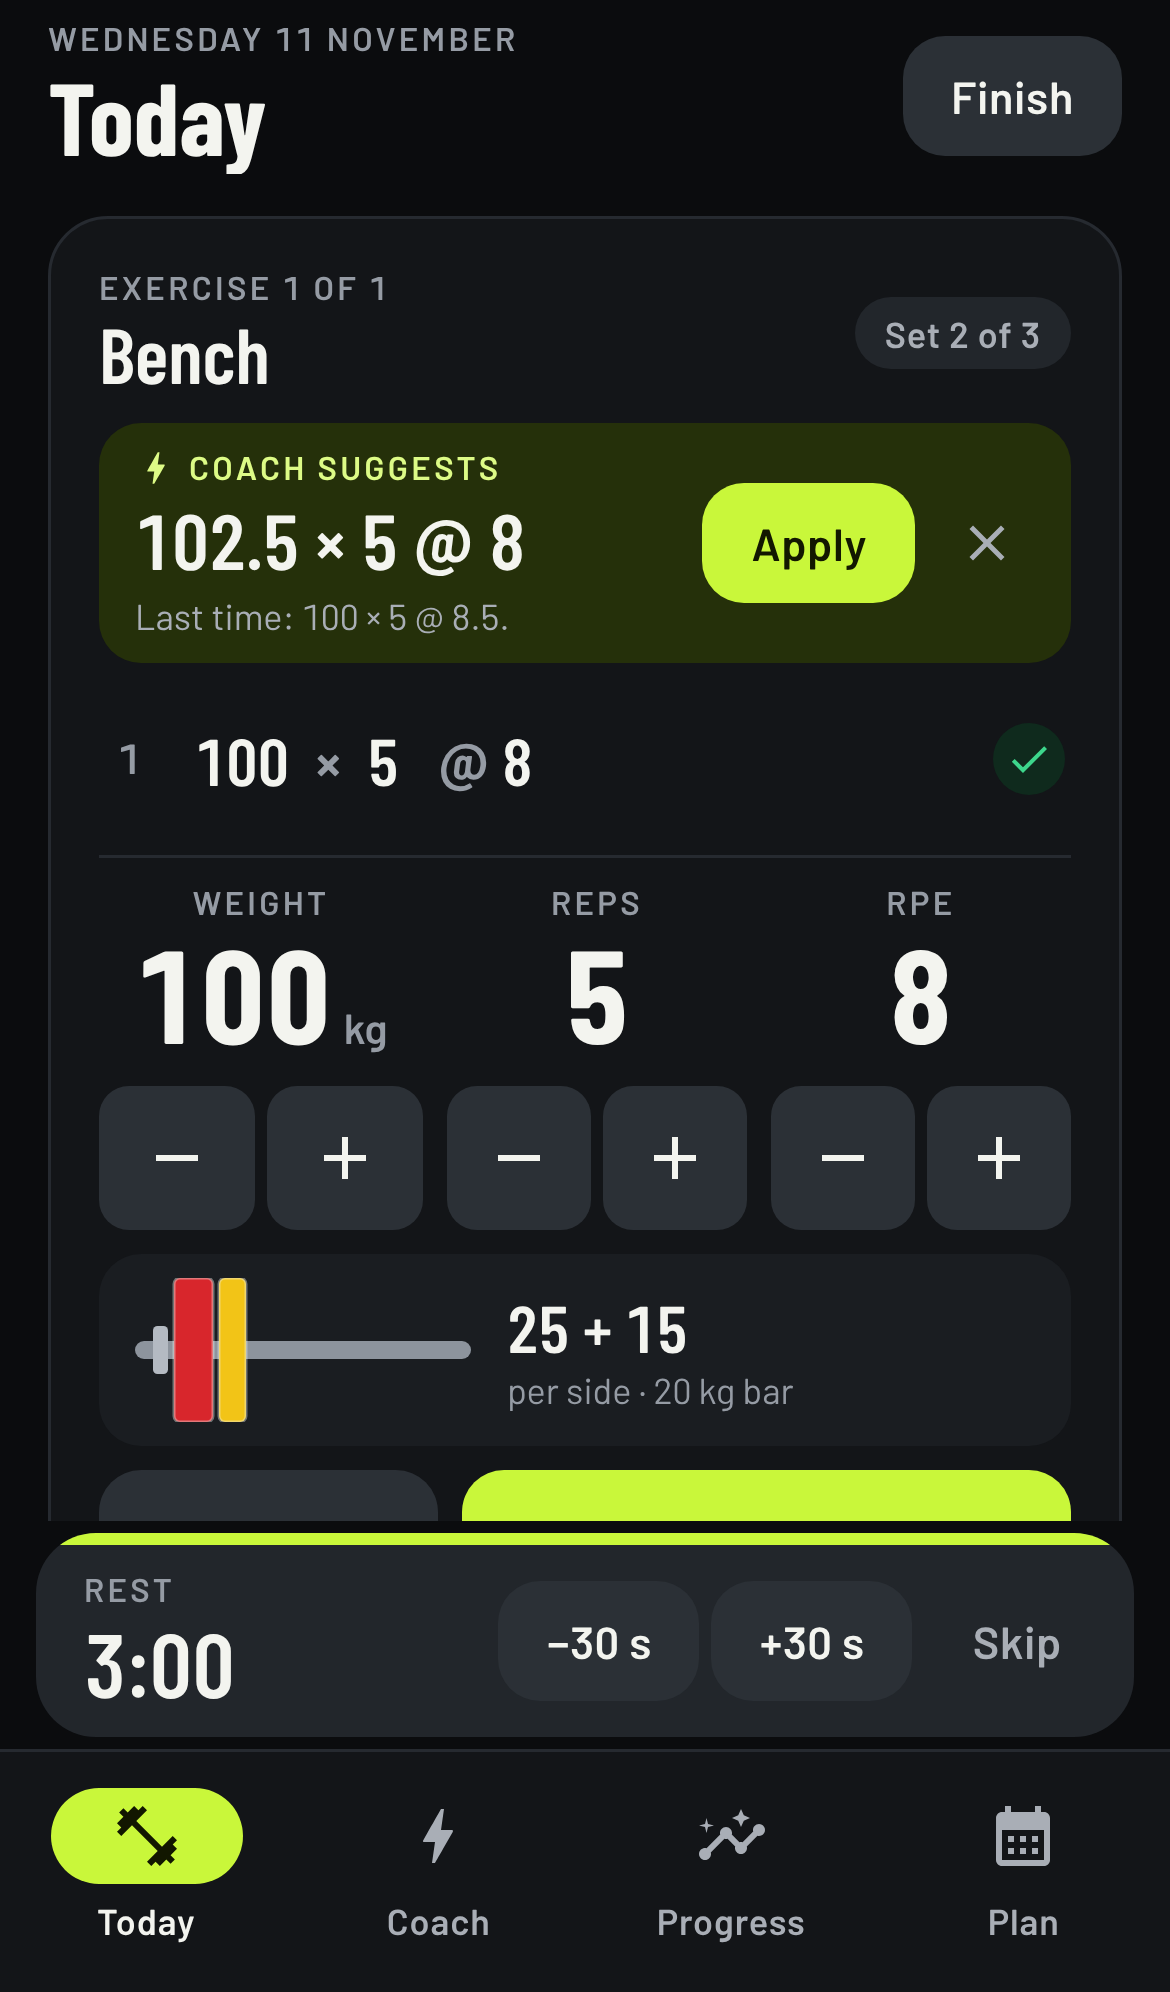 WEDNESDAY 11 NOVEMBER
Today
Finish
EXERCISE 1 OF 1
Bench
Set 2 of 3
COACH SUGGESTS
102.5 × 5 @ 8
Last time: 100 × 5 @ 8.5.
Apply
1 100 × 5 @ 8
WEIGHT REPS RPE
100 kg 5 8
25 + 15
per side · 20 kg bar
REST
3:00
−30 s +30 s Skip
Today Coach Progress Plan